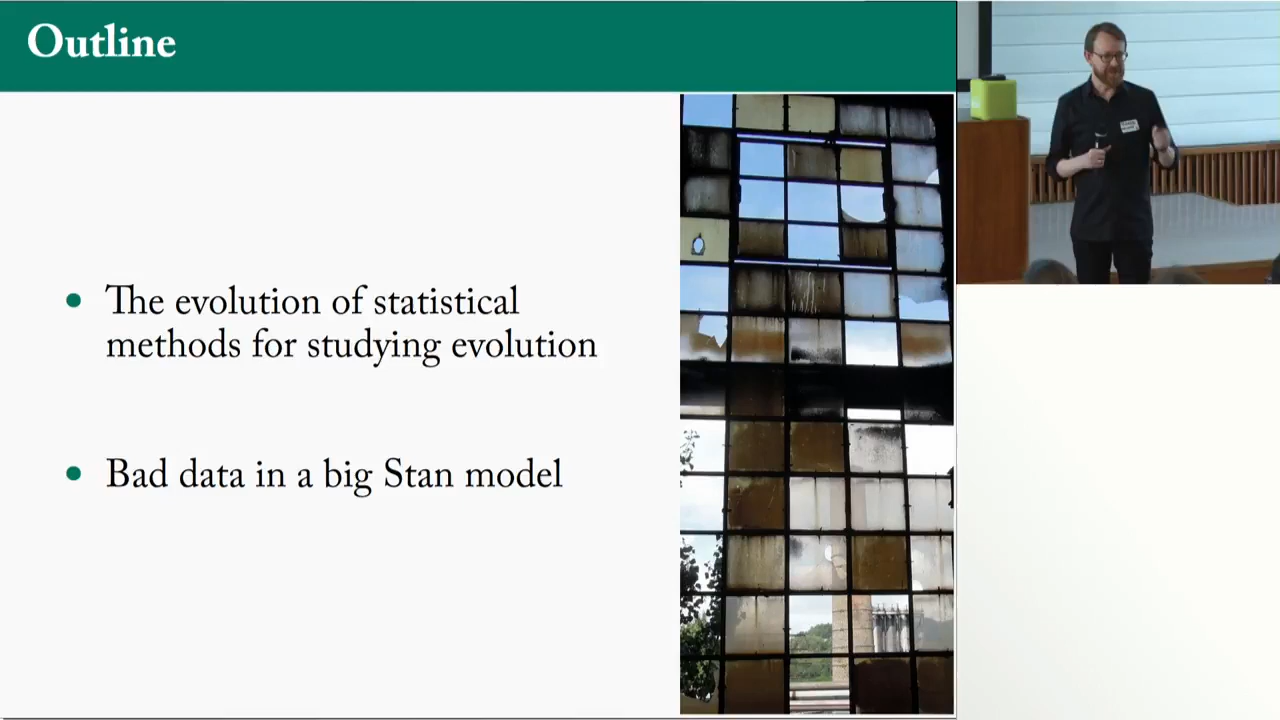 Outline
• The evolution of statistical
methods for studying evolution
• Bad data in a big Stan model